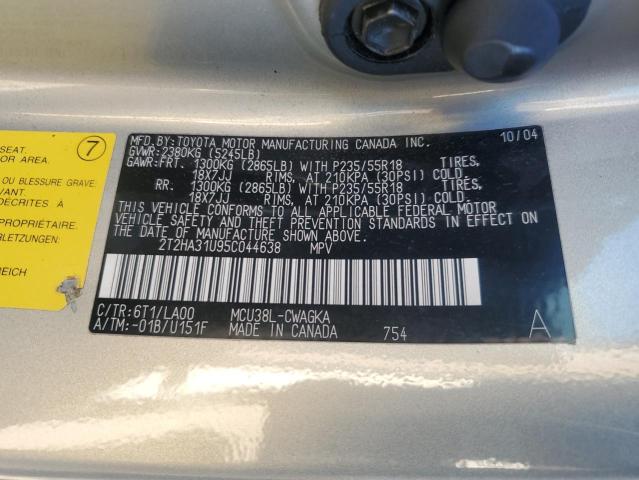 7
SEAT.
OR AREA.
OU BLESSURE GRAVE.
AVANT.
DÉCRITES À
PROPRIÉTAIRE.
RLETZUNG.
REICH
MFD.BY:TOYOTA MOTOR MANUFACTURING CANADA INC. 10/04
GVWR:2380KG (5245LB)
GAWR:FRT. 1300KG (2865LB) WITH P235/55R18 TIRES,
18X7JJ RIMS, AT 210KPA (30PSI) COLD.
RR. 1300KG (2865LB) WITH P235/55R18 TIRES,
18X7JJ RIMS, AT 210KPA (30PSI) COLD.
THIS VEHICLE CONFORMS TO ALL APPLICABLE FEDERAL MOTOR
VEHICLE SAFETY AND THEFT PREVENTION STANDARDS IN EFFECT ON
THE DATE OF MANUFACTURE SHOWN ABOVE.
2T2HA31U95C044638 MPV
C/TR:6T1/LA00 MCU38L-CWAGKA
A/TM:-01B/U151F MADE IN CANADA 754 A